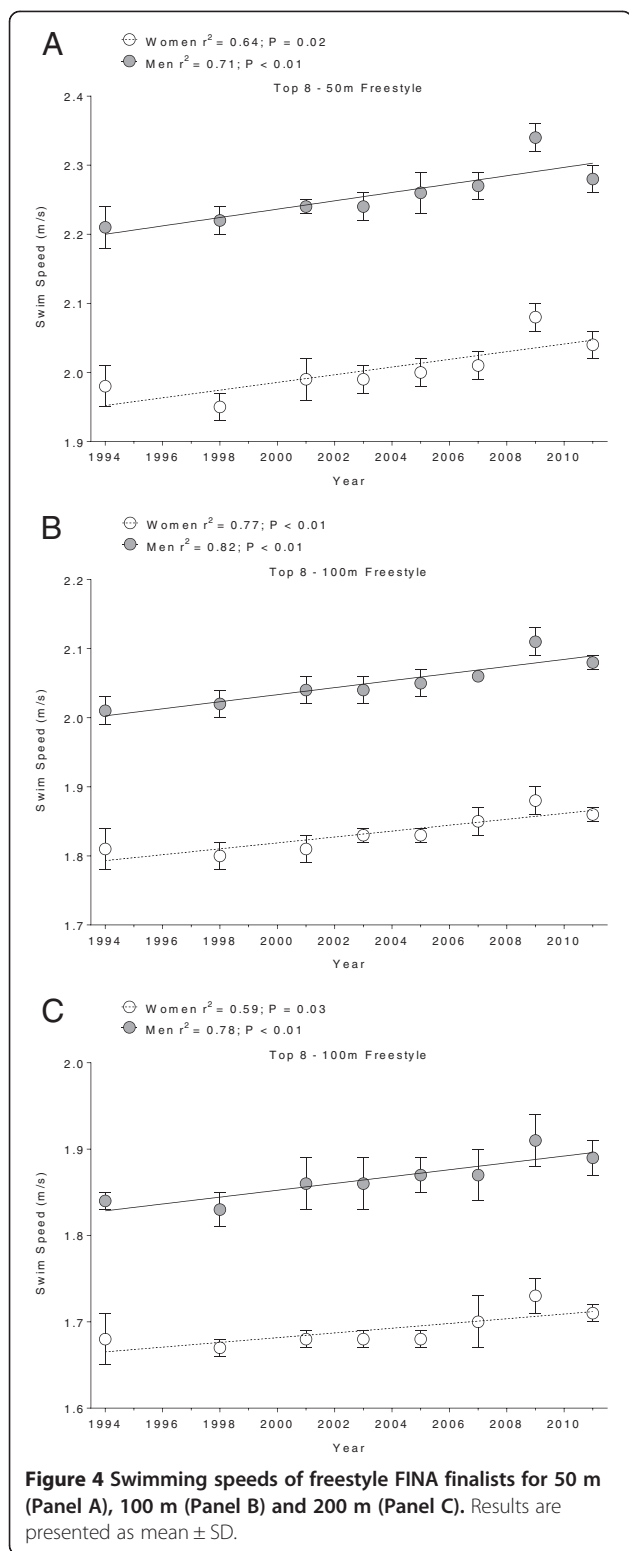 A
Women r² = 0.64; P = 0.02
Men r² = 0.71; P < 0.01
Top 8 - 50m Freestyle
2.4
2.3
2.2
2.1
2.0
1.9
Swim Speed (m/s)
1994 1996 1998 2000 2002 2004 2006 2008 2010
Year
B
Women r² = 0.77; P < 0.01
Men r² = 0.82; P < 0.01
Top 8 - 100m Freestyle
2.2
2.1
2.0
1.9
1.8
1.7
Swim Speed (m/s)
1994 1996 1998 2000 2002 2004 2006 2008 2010
Year
C
Women r² = 0.59; P = 0.03
Men r² = 0.78; P < 0.01
Top 8 - 100m Freestyle
2.0
1.9
1.8
1.7
1.6
Swim Speed (m/s)
1994 1996 1998 2000 2002 2004 2006 2008 2010
Year
Figure 4 Swimming speeds of freestyle FINA finalists for 50 m
(Panel A), 100 m (Panel B) and 200 m (Panel C). Results are
presented as mean ± SD.